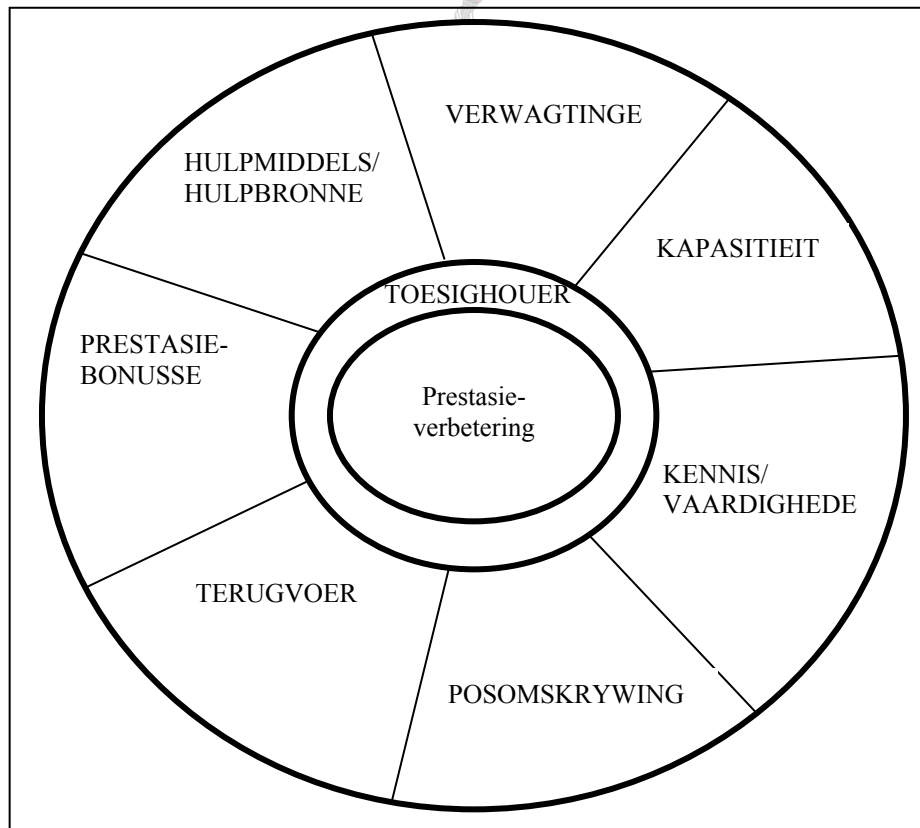 VERWAGTINGE
HULPMIDDELS/
HULPBRONNE
KAPASITIEIT
TOESIGHOUER
PRESTASIE-
BONUSSE
Prestasie-
verbetering
KENNIS/
VAARDIGHEDE
TERUGVOER
POSOMSKRYWING